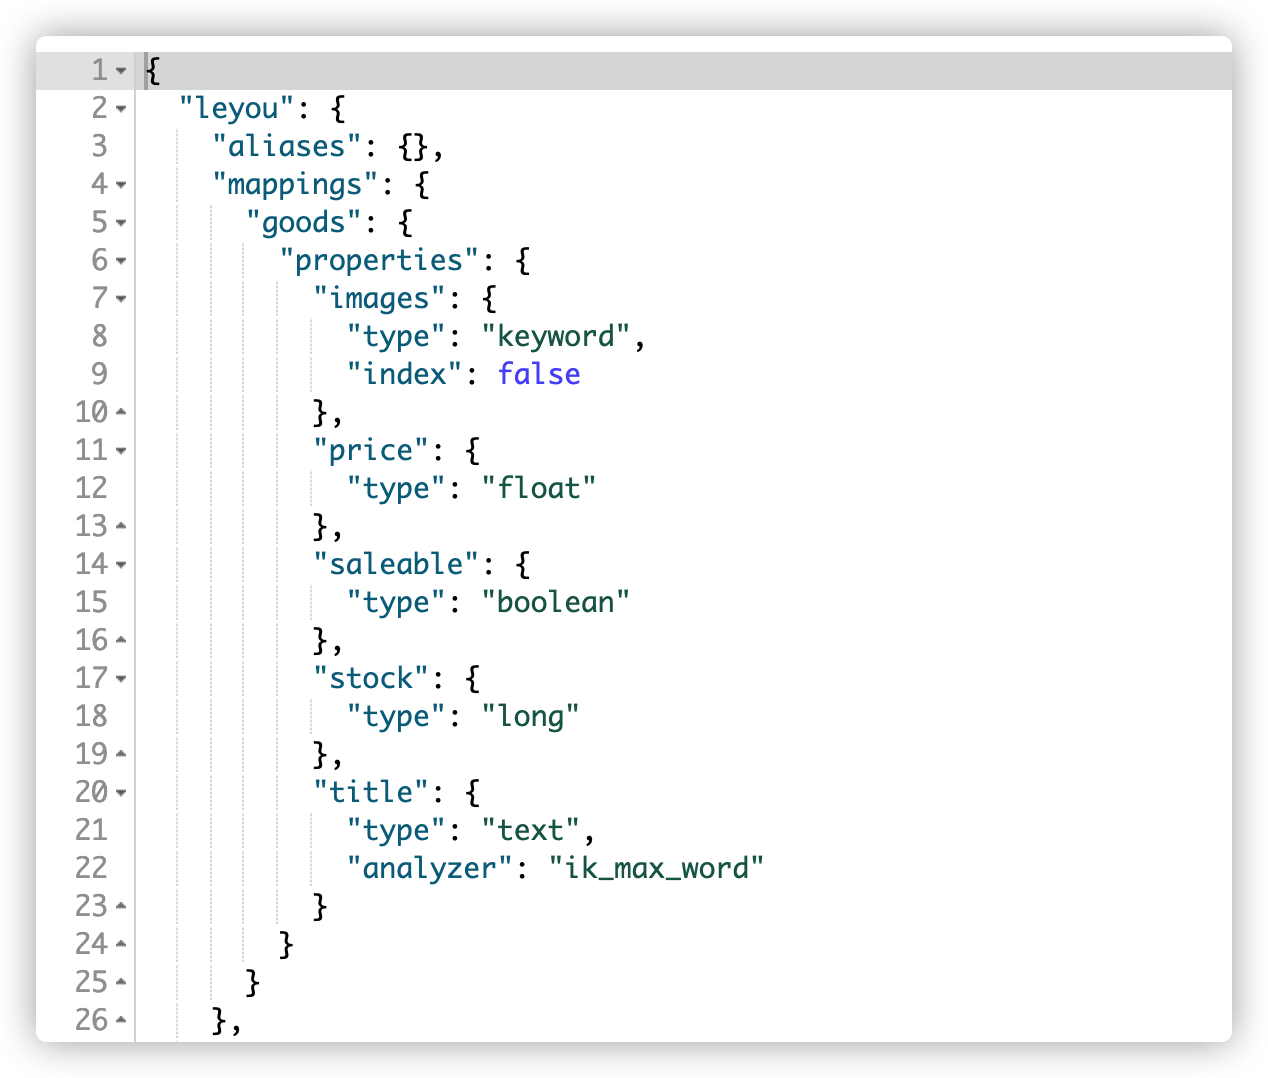 1 {
2 "leyou": {
3 "aliases": {},
4 "mappings": {
5 "goods": {
6 "properties": {
7 "images": {
8 "type": "keyword",
9 "index": false
10 },
11 "price": {
12 "type": "float"
13 },
14 "saleable": {
15 "type": "boolean"
16 },
17 "stock": {
18 "type": "long"
19 },
20 "title": {
21 "type": "text",
22 "analyzer": "ik_max_word"
23 }
24 }
25 }
26 },